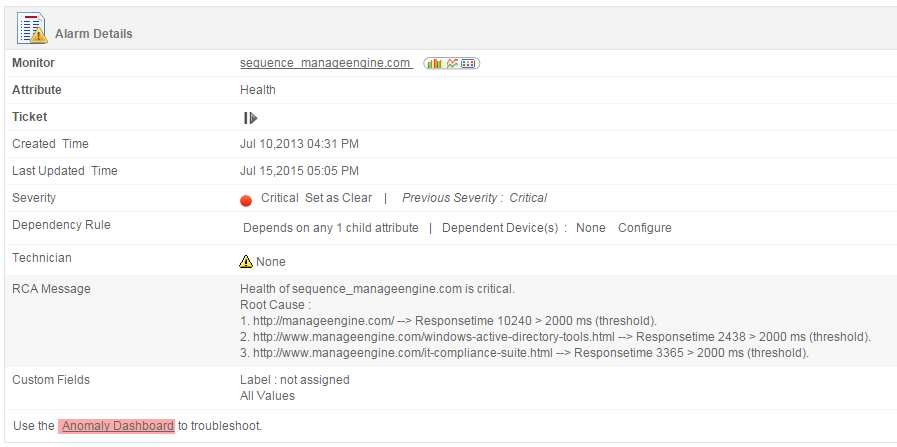 Alarm Details
Monitor sequence_manageengine.com
Attribute Health
Ticket
Created Time Jul 10,2013 04:31 PM
Last Updated Time Jul 15,2015 05:05 PM
Severity Critical Set as Clear | Previous Severity : Critical
Dependency Rule Depends on any 1 child attribute | Dependent Device(s) : None Configure
Technician None
RCA Message Health of sequence_manageengine.com is critical.
Root Cause :
1. http://manageengine.com/ --> Responsetime 10240 > 2000 ms (threshold).
2. http://www.manageengine.com/windows-active-directory-tools.html --> Responsetime 2438 > 2000 ms (threshold).
3. http://www.manageengine.com/it-compliance-suite.html --> Responsetime 3365 > 2000 ms (threshold).
Custom Fields Label : not assigned
All Values
Use the Anomaly Dashboard to troubleshoot.